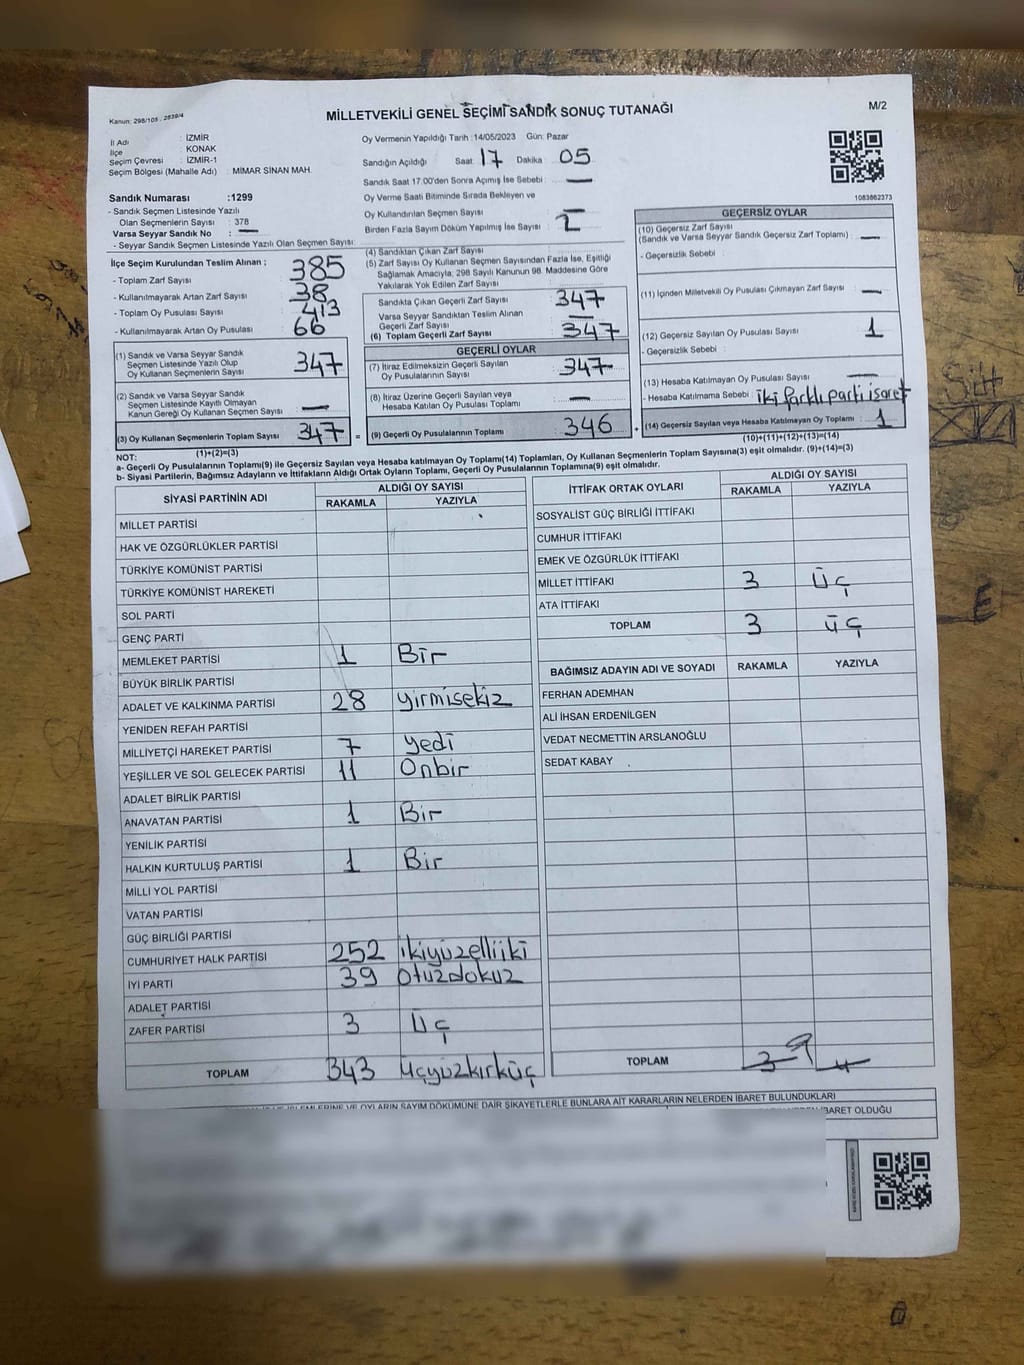 Kanun: 298/105 , 2839/4
MİLLETVEKİLİ GENEL SEÇİMİ SANDIK SONUÇ TUTANAĞI
M/2
İl Adı : İZMİR
İlçe : KONAK
Seçim Çevresi : İZMİR-1
Seçim Bölgesi (Mahalle Adı) : MİMAR SİNAN MAH.
Oy Vermenin Yapıldığı Tarih :14/05/2023 Gün: Pazar
Sandığın Açıldığı Saat: 17 Dakika : 05
Sandık Saat 17.00'den Sonra Açılmış İse Sebebi : —
Oy Verme Saati Bitiminde Sırada Bekleyen ve
Oy Kullandırılan Seçmen Sayısı : —
Birden Fazla Sayım Döküm Yapılmış İse Sayısı : 2
1083862373
Sandık Numarası :1299
- Sandık Seçmen Listesinde Yazılı
Olan Seçmenlerin Sayısı : 378
Varsa Seyyar Sandık No : —
- Seyyar Sandık Seçmen Listesinde Yazılı Olan Seçmen Sayısı:
İlçe Seçim Kurulundan Teslim Alınan ;
- Toplam Zarf Sayısı : 385
- Kullanılmayarak Artan Zarf Sayısı : 38
- Toplam Oy Pusulası Sayısı : 413
- Kullanılmayarak Artan Oy Pusulası : 66
(1) Sandık ve Varsa Seyyar Sandık
Seçmen Listesinde Yazılı Olup
Oy Kullanan Seçmenlerin Sayısı : 347
(2) Sandık ve Varsa Seyyar Sandık
Seçmen Listesinde Kayıtlı Olmayan
Kanun Gereği Oy Kullanan Seçmen Sayısı : —
(3) Oy Kullanan Seçmenlerin Toplam Sayısı : 347 =
(1)+(2)=(3)
(4) Sandıktan Çıkan Zarf Sayısı :
(5) Zarf Sayısı Oy Kullanan Seçmen Sayısından Fazla İse, Eşitliği
Sağlamak Amacıyla, 298 Sayılı Kanunun 98. Maddesine Göre
Yakılarak Yok Edilen Zarf Sayısı :
Sandıkta Çıkan Geçerli Zarf Sayısı : 347
Varsa Seyyar Sandıktan Teslim Alınan
Geçerli Zarf Sayısı : —
(6) Toplam Geçerli Zarf Sayısı : 347
GEÇERLİ OYLAR
(7) İtiraz Edilmeksizin Geçerli Sayılan
Oy Pusulalarının Sayısı : 347
(8) İtiraz Üzerine Geçerli Sayılan veya
Hesaba Katılan Oy Pusulası Toplamı : —
(9) Geçerli Oy Pusulalarının Toplamı : 346 +
GEÇERSİZ OYLAR
(10) Geçersiz Zarf Sayısı
(Sandık ve Varsa Seyyar Sandık Geçersiz Zarf Toplamı) : —
- Geçersizlik Sebebi :
(11) İçinden Milletvekili Oy Pusulası Çıkmayan Zarf Sayısı : —
(12) Geçersiz Sayılan Oy Pusulası Sayısı : 1
- Geçersizlik Sebebi :
(13) Hesaba Katılmayan Oy Pusulası Sayısı : —
- Hesaba Katılmama Sebebi : iki farklı parti işaret
(14) Geçersiz Sayılan veya Hesaba Katılmayan Oy Toplamı : 1
(10)+(11)+(12)+(13)=(14)
NOT:
a- Geçerli Oy Pusulasının Toplamı(9) ile Geçersiz Sayılan veya Hesaba katılmayan Oy Toplamı(14) Toplamları, Oy Kullanan Seçmenlerin Toplam Sayısına(3) eşit olmalıdır. (9)+(14)=(3)
b- Siyasi Partilerin, Bağımsız Adayların ve İttifakların Aldığı Ortak Oyların Toplamı, Geçerli Oy Pusulalarının Toplamına(9) eşit olmalıdır.
SİYASİ PARTİNİN ADI ALDIĞI OY SAYISI
RAKAMLA YAZIYLA
MİLLET PARTİSİ
HAK VE ÖZGÜRLÜKLER PARTİSİ
TÜRKİYE KOMÜNİST PARTİSİ
TÜRKİYE KOMÜNİST HAREKETİ
SOL PARTİ
GENÇ PARTİ
MEMLEKET PARTİSİ 1 Bir
BÜYÜK BİRLİK PARTİSİ
ADALET VE KALKINMA PARTİSİ 28 yirmisekiz
YENİDEN REFAH PARTİSİ
MİLLİYETÇİ HAREKET PARTİSİ 7 yedi
YEŞİLLER VE SOL GELECEK PARTİSİ 11 Onbir
ADALET BİRLİK PARTİSİ
ANAVATAN PARTİSİ 1 Bir
YENİLİK PARTİSİ
HALKIN KURTULUŞ PARTİSİ 1 Bir
MİLLİ YOL PARTİSİ
VATAN PARTİSİ
GÜÇ BİRLİĞİ PARTİSİ
CUMHURİYET HALK PARTİSİ 252 ikiyüzelliiki
İYİ PARTİ 39 otuzdokuz
ADALET PARTİSİ
ZAFER PARTİSİ 3 Üç
TOPLAM 343 üçyüzkırküç
İTTİFAK ORTAK OYLARI ALDIĞI OY SAYISI
RAKAMLA YAZIYLA
SOSYALİST GÜÇ BİRLİĞİ İTTİFAKI
CUMHUR İTTİFAKI
EMEK VE ÖZGÜRLÜK İTTİFAKI
MİLLET İTTİFAKI 3 üç
ATA İTTİFAKI
TOPLAM 3 üç
BAĞIMSIZ ADAYIN ADI VE SOYADI RAKAMLA YAZIYLA
FERHAN ADEMHAN
ALİ İHSAN ERDENİLGEN
VEDAT NECMETTİN ARSLANOĞLU
SEDAT KABAY
TOPLAM
İŞLEMLERİNE VE OYLARIN SAYIM DÖKÜMÜNE DAİR ŞİKAYETLERLE BUNLARA AİT KARARLARIN NELERDEN İBARET BULUNDUKLARI
İBARET OLDUĞU